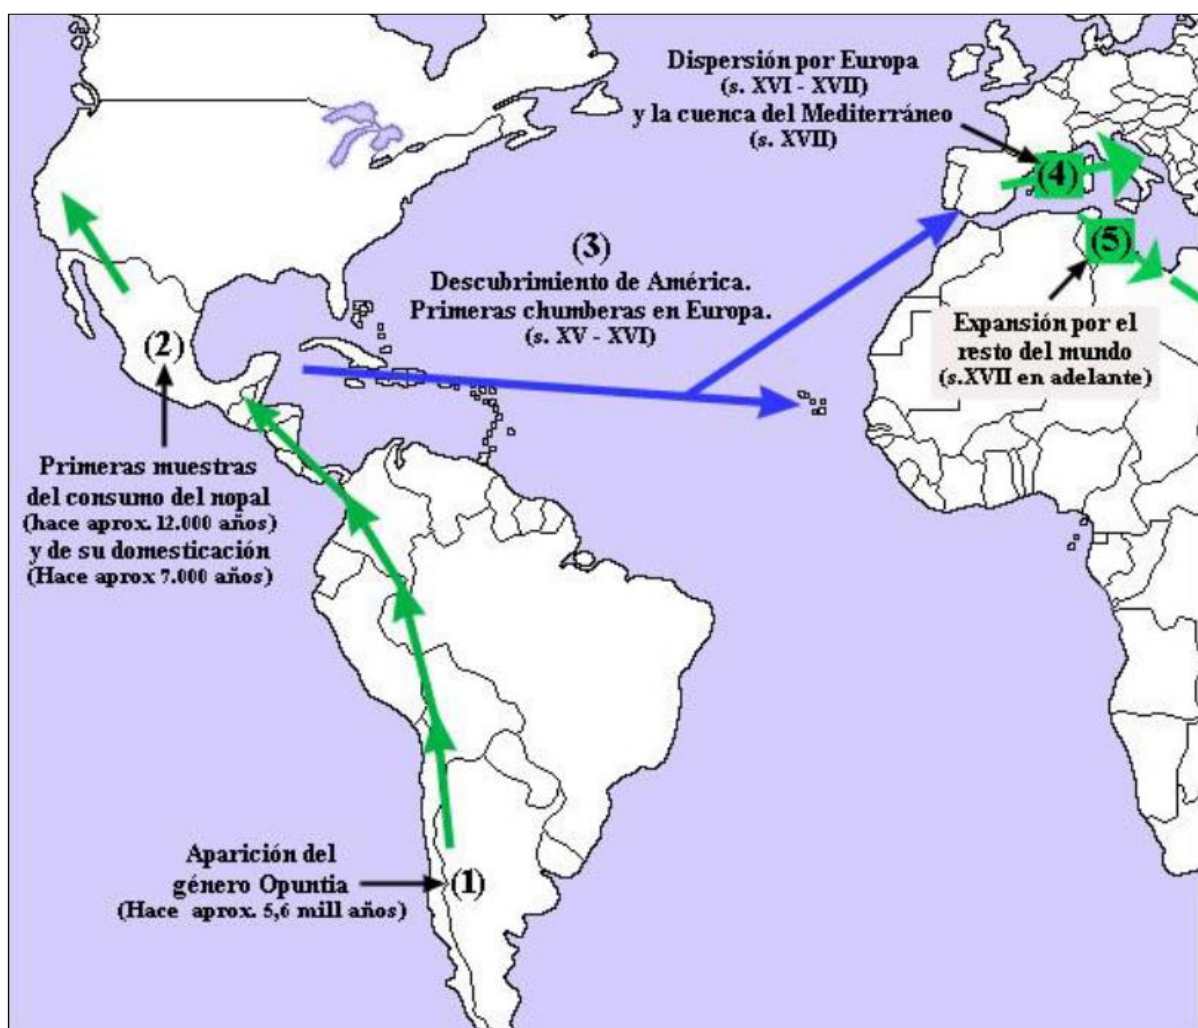 Dispersión por Europa
(s. XVI - XVII)
y la cuenca del Mediterráneo
(s. XVII)
(4)
(3)
Descubrimiento de América.
Primeras chumberas en Europa.
(s. XV - XVI)
(5)
Expansión por el
resto del mundo
(s.XVII en adelante)
(2)
Primeras muestras
del consumo del nopal
(hace aprox. 12.000 años)
y de su domesticación
(Hace aprox 7.000 años)
Aparición del
género Opuntia
(Hace aprox. 5,6 mill años)
(1)